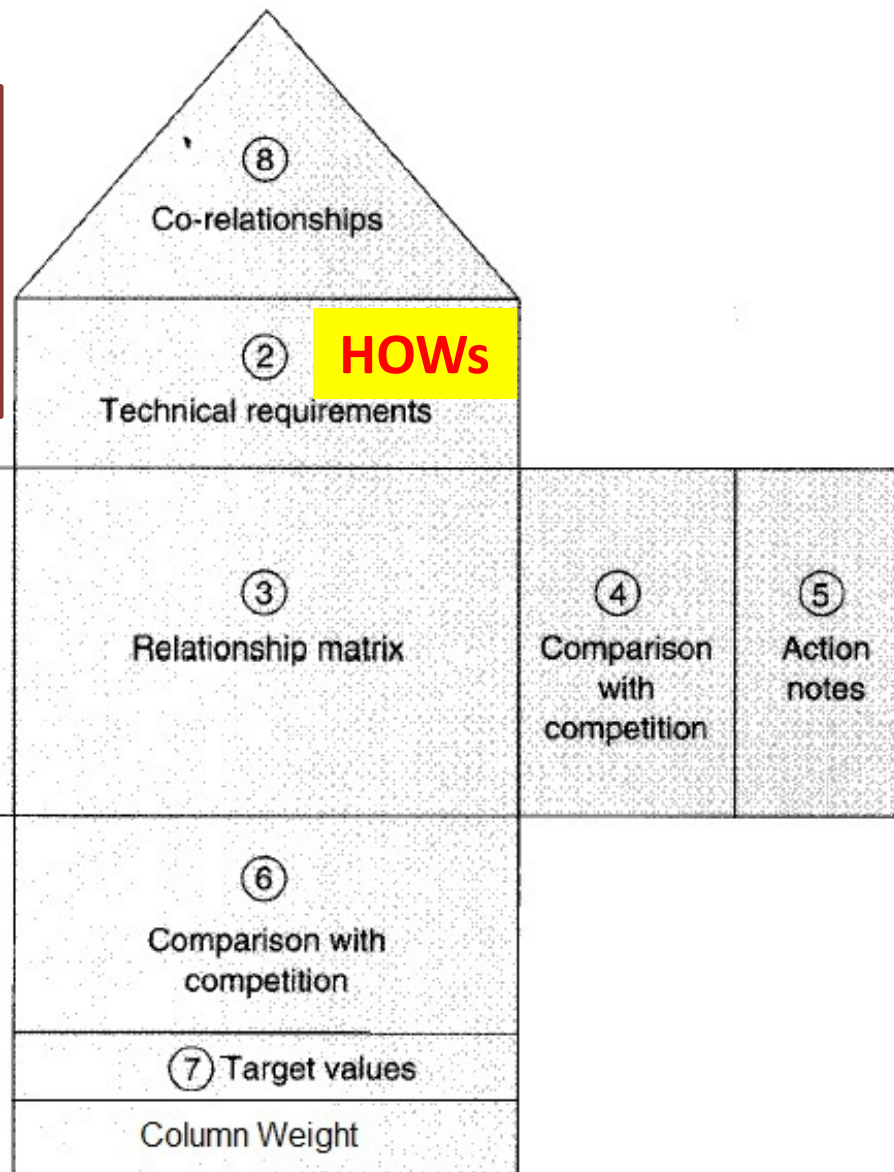 8
Co-relationships
2
HOWs
Technical requirements
3
Relationship matrix
4
Comparison
with
competition
5
Action
notes
6
Comparison with
competition
7 Target values
Column Weight